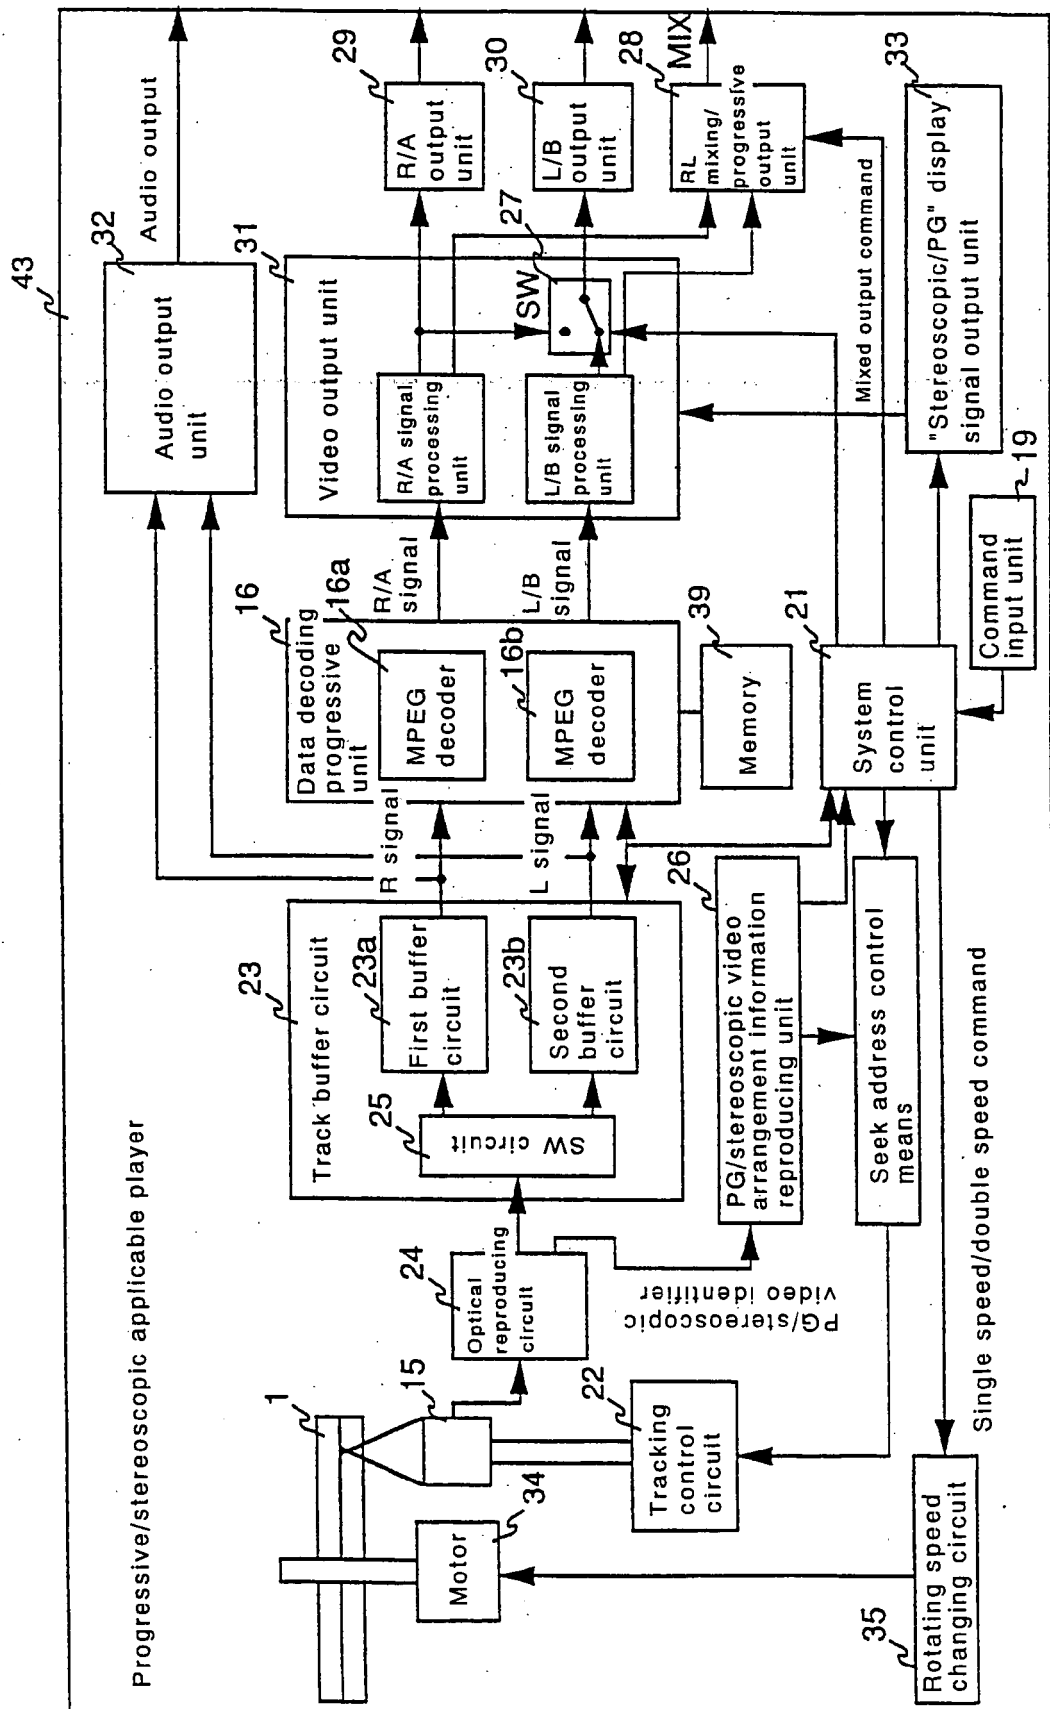 Progressive/stereoscopic applicable player
43
1
15
34
Motor
22
Tracking
control
circuit
35
Rotating speed
changing circuit
24
Optical
reproducing
circuit
PG/stereoscopic
video identifier
Single speed/double speed command
23
Track buffer circuit
25
SW circuit
23a
First buffer
circuit
23b
Second
buffer
circuit
26
PG/stereoscopic video
arrangement information
reproducing unit
Seek address control
means
R signal
L signal
16
Data decoding
progressive
unit
16a
MPEG
decoder
16b
MPEG
decoder
39
Memory
21
System
control
unit
19
Command
input unit
R/A
signal
L/B
signal
32
Audio output
unit
Audio output
31
Video output unit
R/A signal
processing
unit
L/B signal
processing
unit
SW
27
29
R/A
output
unit
30
L/B
output
unit
28
RL
mixing/
progressive
output
unit
MIX
Mixed output command
33
"Stereoscopic/PG" display
signal output unit